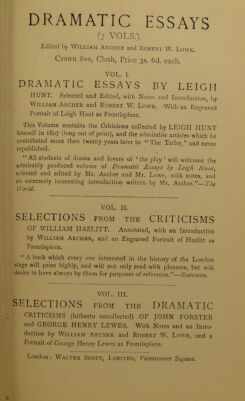 DRAMATIC ESSAYS
(3 VOLS.).
Edited by WILLIAM ARCHER and ROBERT W. LOWE.
Crown 8vo, Cloth, Price 3s. 6d. each.
VOL. I.
DRAMATIC ESSAYS BY LEIGH
HUNT. Selected and Edited, with Notes and Introduction, by
WILLIAM ARCHER and ROBERT W. LOWE. With an Engraved
Portrait of Leigh Hunt as Frontispiece.
This Volume contains the Criticisms collected by LEIGH HUNT
himself in 1807 (long out of print), and the admirable articles which he
contributed more than twenty years later to "The Tatler," and never
republished.
"All students of drama and lovers of 'the play' will welcome the
admirably produced volume of Dramatic Essays by Leigh Hunt,
selected and edited by Mr. Archer and Mr. Lowe, with notes, and
an extremely interesting introduction written by Mr. Archer."—The
World.
VOL. II.
SELECTIONS FROM THE CRITICISMS
OF WILLIAM HAZLITT. Annotated, with an Introduction
by WILLIAM ARCHER, and an Engraved Portrait of Hazlitt as
Frontispiece.
"A book which every one interested in the history of the London
stage will prize highly, and will not only read with pleasure, but will
desire to have always by them for purposes of reference."—Scotsman.
VOL. III.
SELECTIONS FROM THE DRAMATIC
CRITICISMS (hitherto uncollected) OF JOHN FORSTER
and GEORGE HENRY LEWES. With Notes and an Intro-
duction by WILLIAM ARCHER and ROBERT W. LOWE, and a
Portrait of George Henry Lewes as Frontispiece.
London: WALTER SCOTT, LIMITED, Paternoster Square.